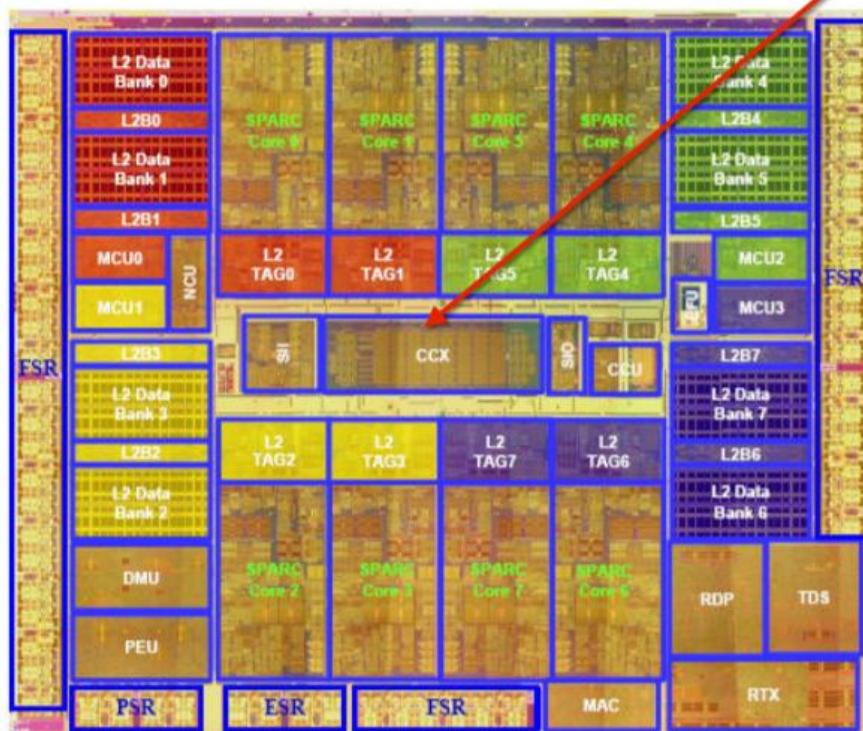 L2 Data
Bank 0
L2B0
L2 Data
Bank 1
L2B1
MCU0
MCU1
NCU
SPARC
Core 0
SPARC
Core 1
SPARC
Core 5
SPARC
Core 4
L2
TAG0
L2
TAG1
L2
TAG5
L2
TAG4
L2 Data
Bank 4
L2B4
L2 Data
Bank 5
L2B5
MCU2
EFU
MCU3
FSR
FSR
SII
CCX
SIO
CCU
L2B3
L2 Data
Bank 3
L2B2
L2 Data
Bank 2
DMU
PEU
L2
TAG2
L2
TAG3
L2
TAG7
L2
TAG6
SPARC
Core 2
SPARC
Core 3
SPARC
Core 7
SPARC
Core 6
L2B7
L2 Data
Bank 7
L2B6
L2 Data
Bank 6
RDP
TDS
RTX
PSR
ESR
FSR
MAC